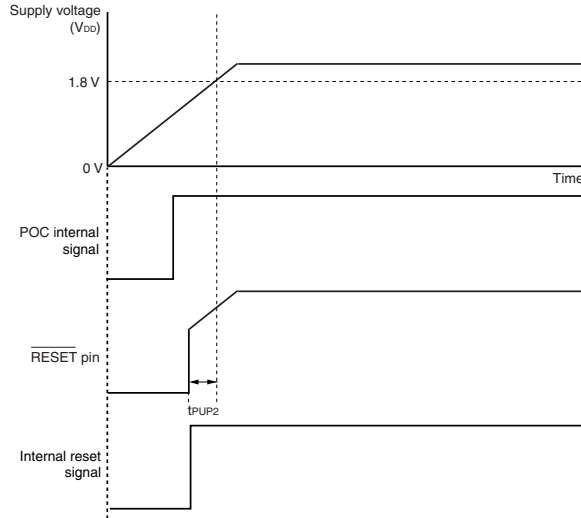 Supply voltage
(VDD)
1.8 V
0 V
Time
POC internal
signal
RESET pin
tPUP2
Internal reset
signal